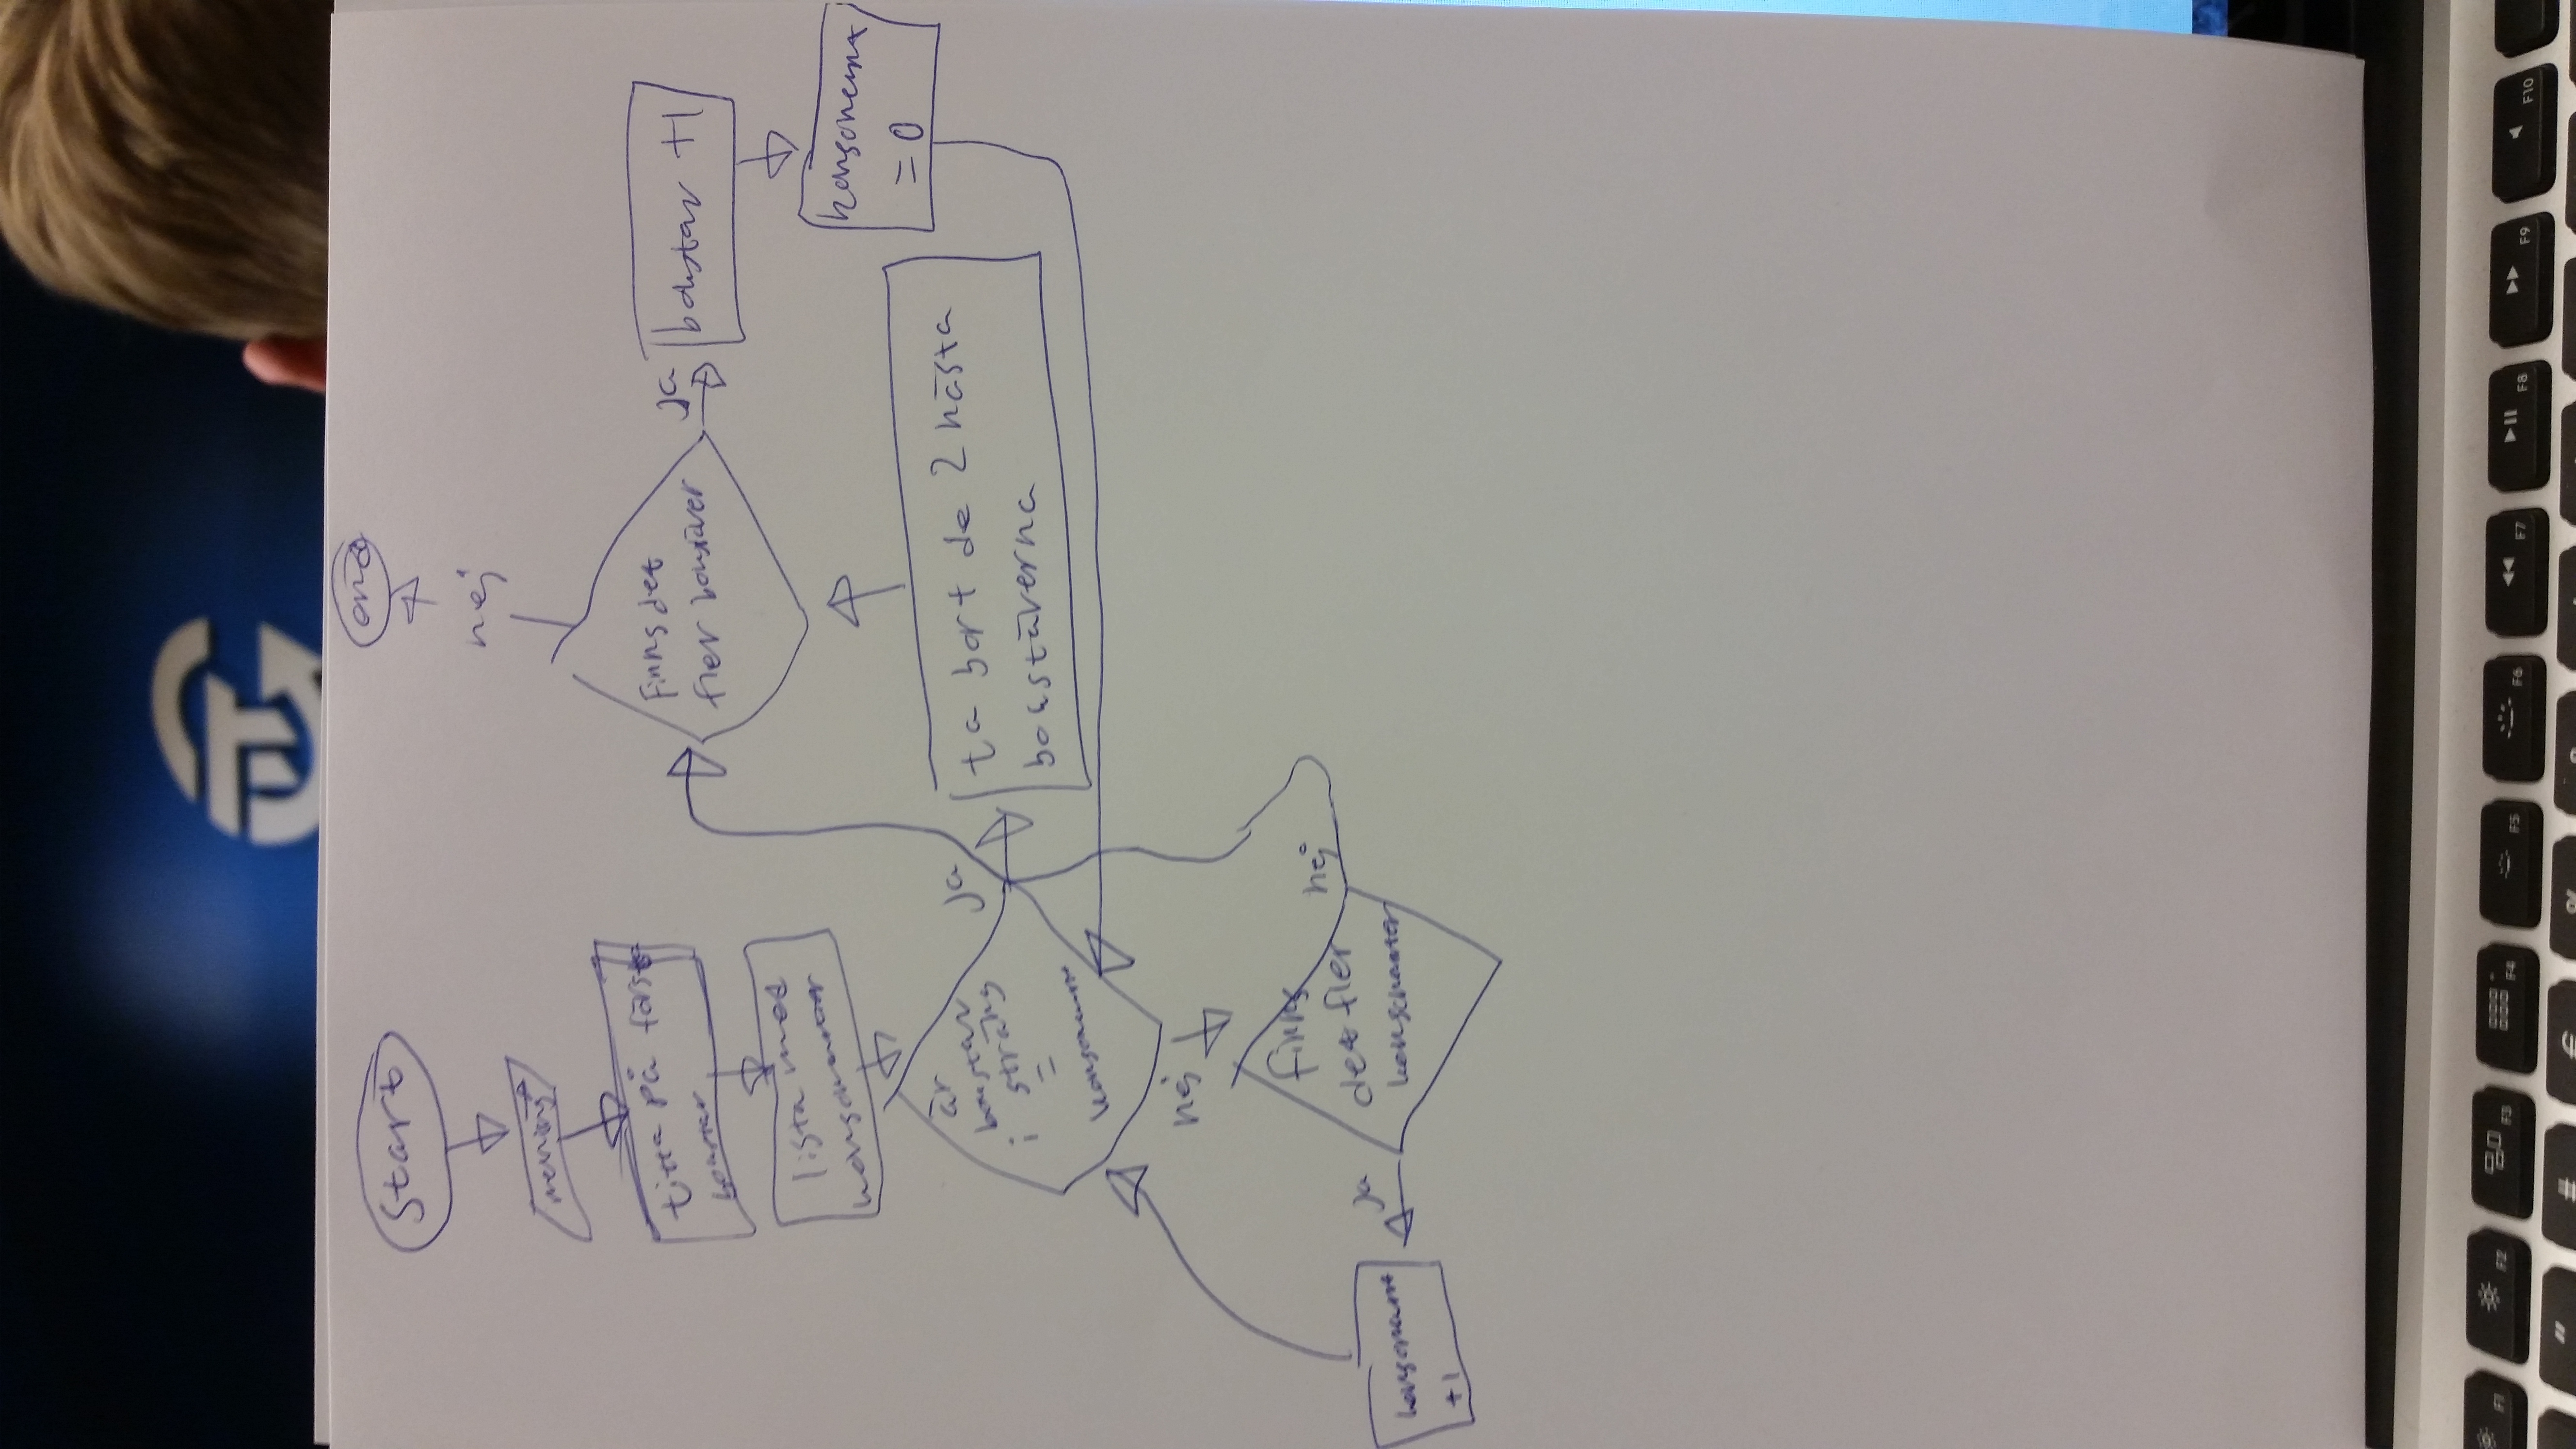 start
mening
titta på första
bokstav
lista med
konsonanter
är
bokstav
i sträng
=
konsonant
ja
nej
finns
det fler
konsonanter
nej
ja
konsonant
+1
ta bort de 2 nästa
bokstäverna
finns det
fler bokstäver
nej
end
ja
bokstav +1
konsonant
= 0
F1
F2
F3
F4
F5
F6
F7
F8
F9
F10
"
#
€
%